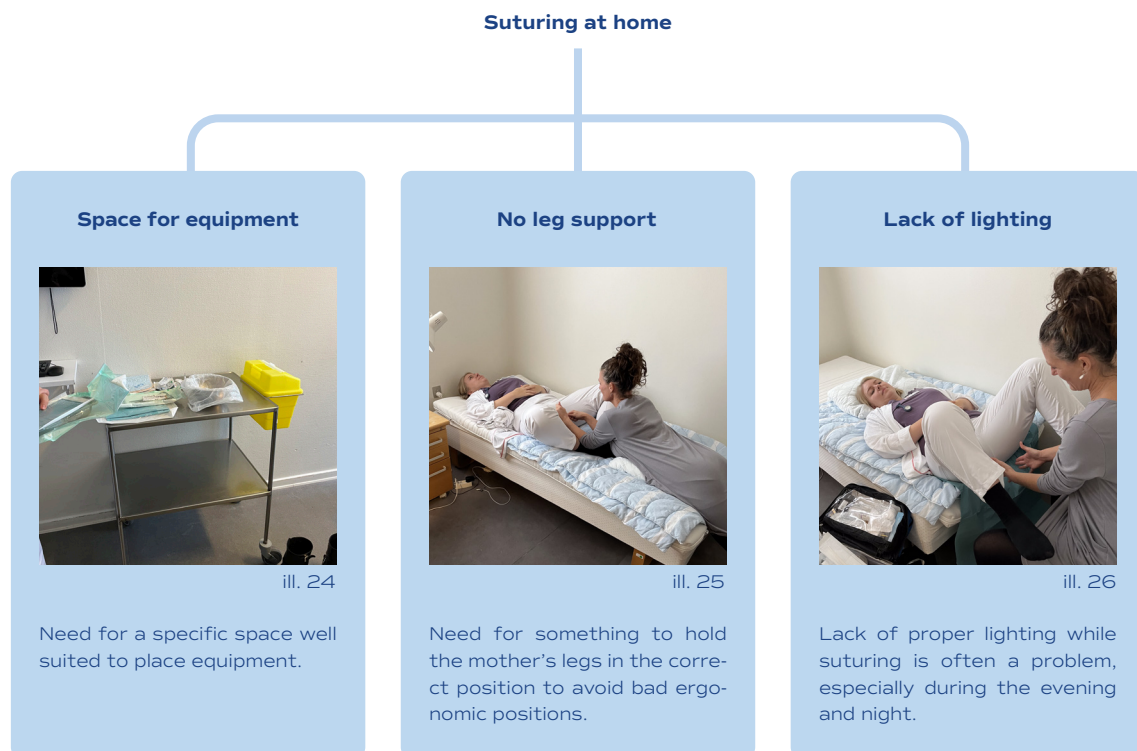 Suturing at home
Space for equipment
ill. 24
Need for a specific space well
suited to place equipment.
No leg support
ill. 25
Need for something to hold
the mother's legs in the corre-
ct position to avoid bad ergo-
nomic positions.
Lack of lighting
ill. 26
Lack of proper lighting while
suturing is often a problem,
especially during the evening
and night.